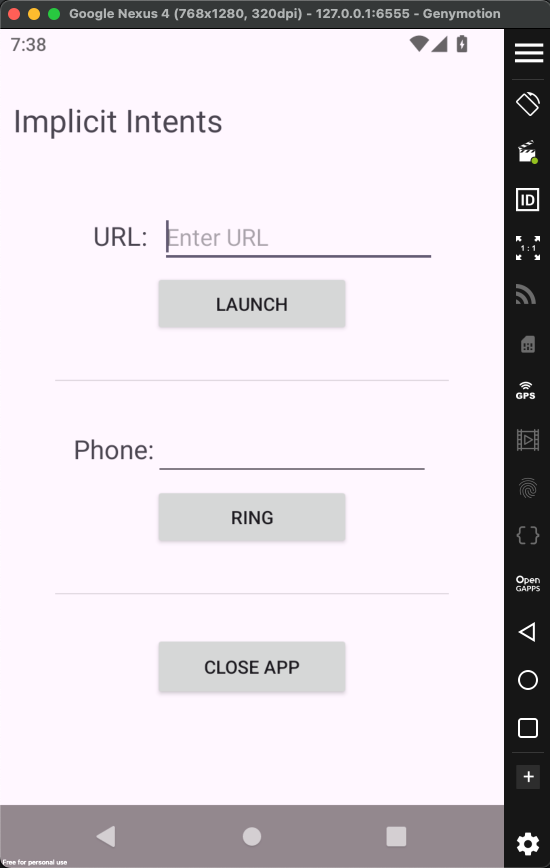 Google Nexus 4 (768x1280, 320dpi) - 127.0.0.1:6555 - Genymotion
7:38
Implicit Intents
URL: Enter URL
LAUNCH
Phone:
RING
CLOSE APP
ID
1:1
GPS
Open
GAPPS
Free for personal use